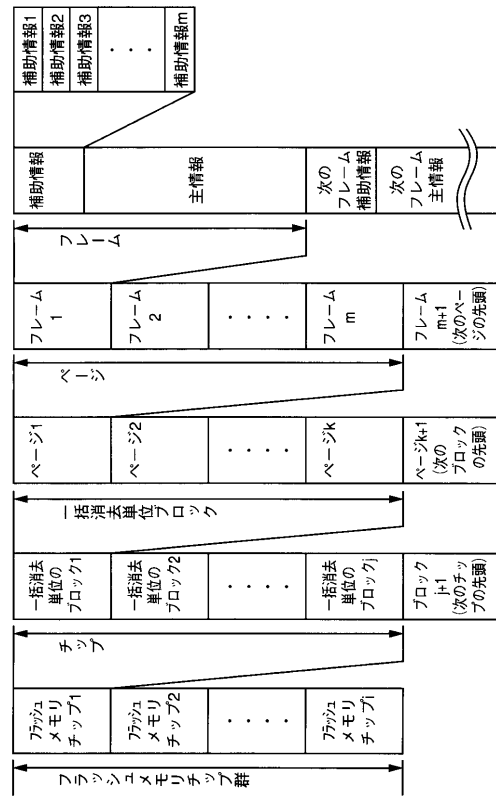 フラッシュメモリチップ群
フラッシュ
メモリ
チップ1
フラッシュ
メモリ
チップ2
・・・・
フラッシュ
メモリ
チップi
チップ
一括消去
単位の
ブロック1
一括消去
単位の
ブロック2
・・・・
一括消去
単位の
ブロックj
ブロック
j+1
(次のチッ
プの先頭)
一括消去単位ブロック
ページ1
ページ2
・・・・
ページk
ページk+1
(次の
ブロック
の先頭)
ページ
フレーム
1
フレーム
2
・・・・
フレーム
m
フレーム
m+1
(次のペー
ジの先頭)
フレーム
補助情報
主情報
次の
フレーム
補助情報
次の
フレーム
主情報
補助情報1
補助情報2
補助情報3
・・・
補助情報m